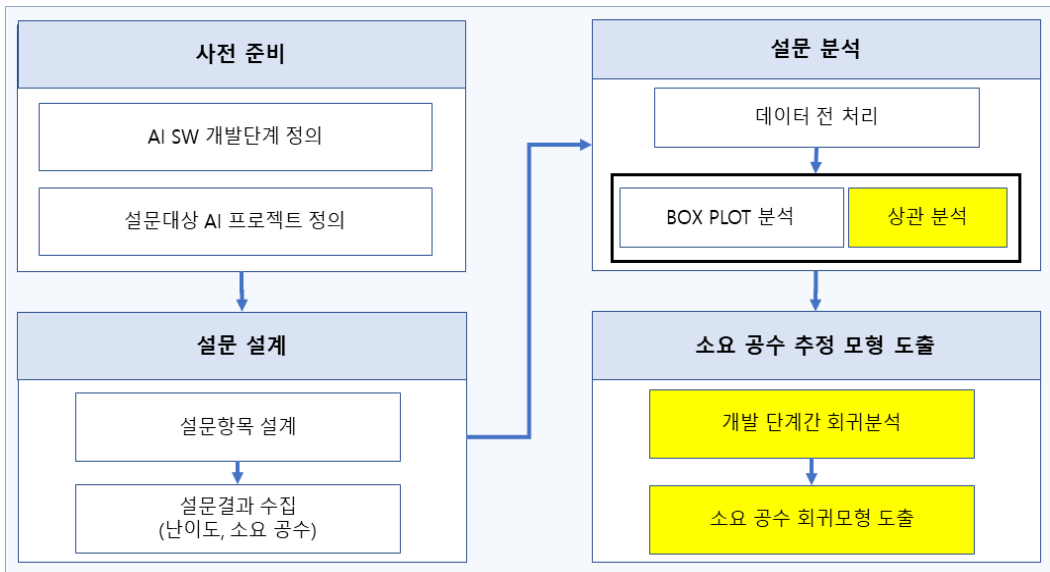 사전 준비
AI SW 개발단계 정의
설문대상 AI 프로젝트 정의
설문 설계
설문항목 설계
설문결과 수집
(난이도, 소요 공수)
설문 분석
데이터 전 처리
BOX PLOT 분석
상관 분석
소요 공수 추정 모형 도출
개발 단계간 회귀분석
소요 공수 회귀모형 도출